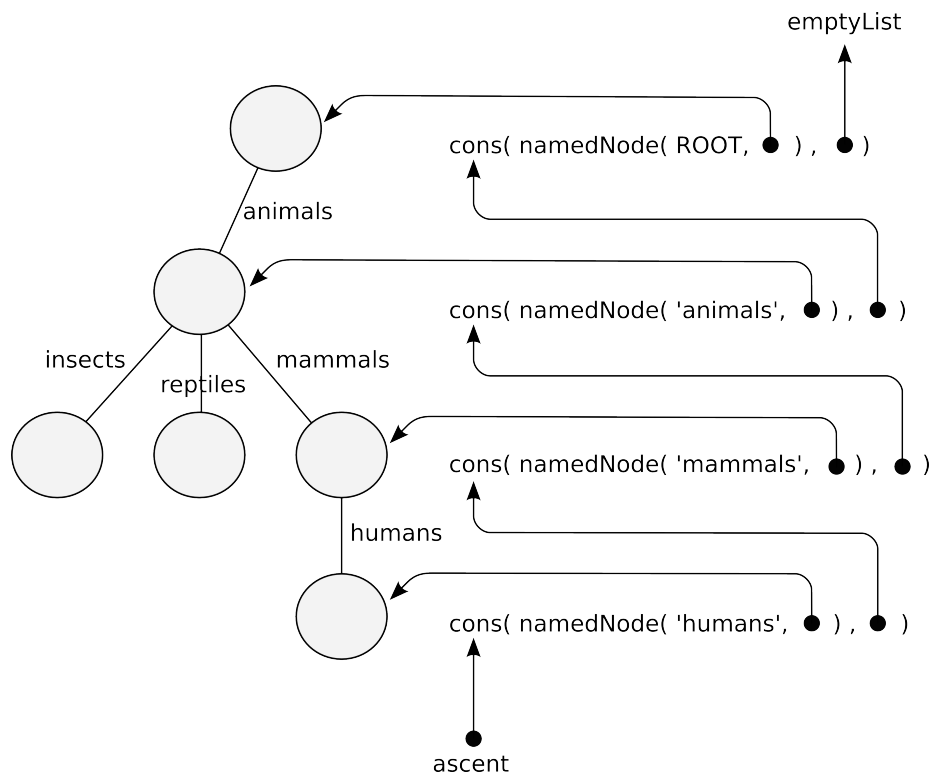 emptyList
cons( namedNode( ROOT, ) , )
animals
cons( namedNode( 'animals', ) , )
insects
reptiles
mammals
cons( namedNode( 'mammals', ) , )
humans
cons( namedNode( 'humans', ) , )
ascent